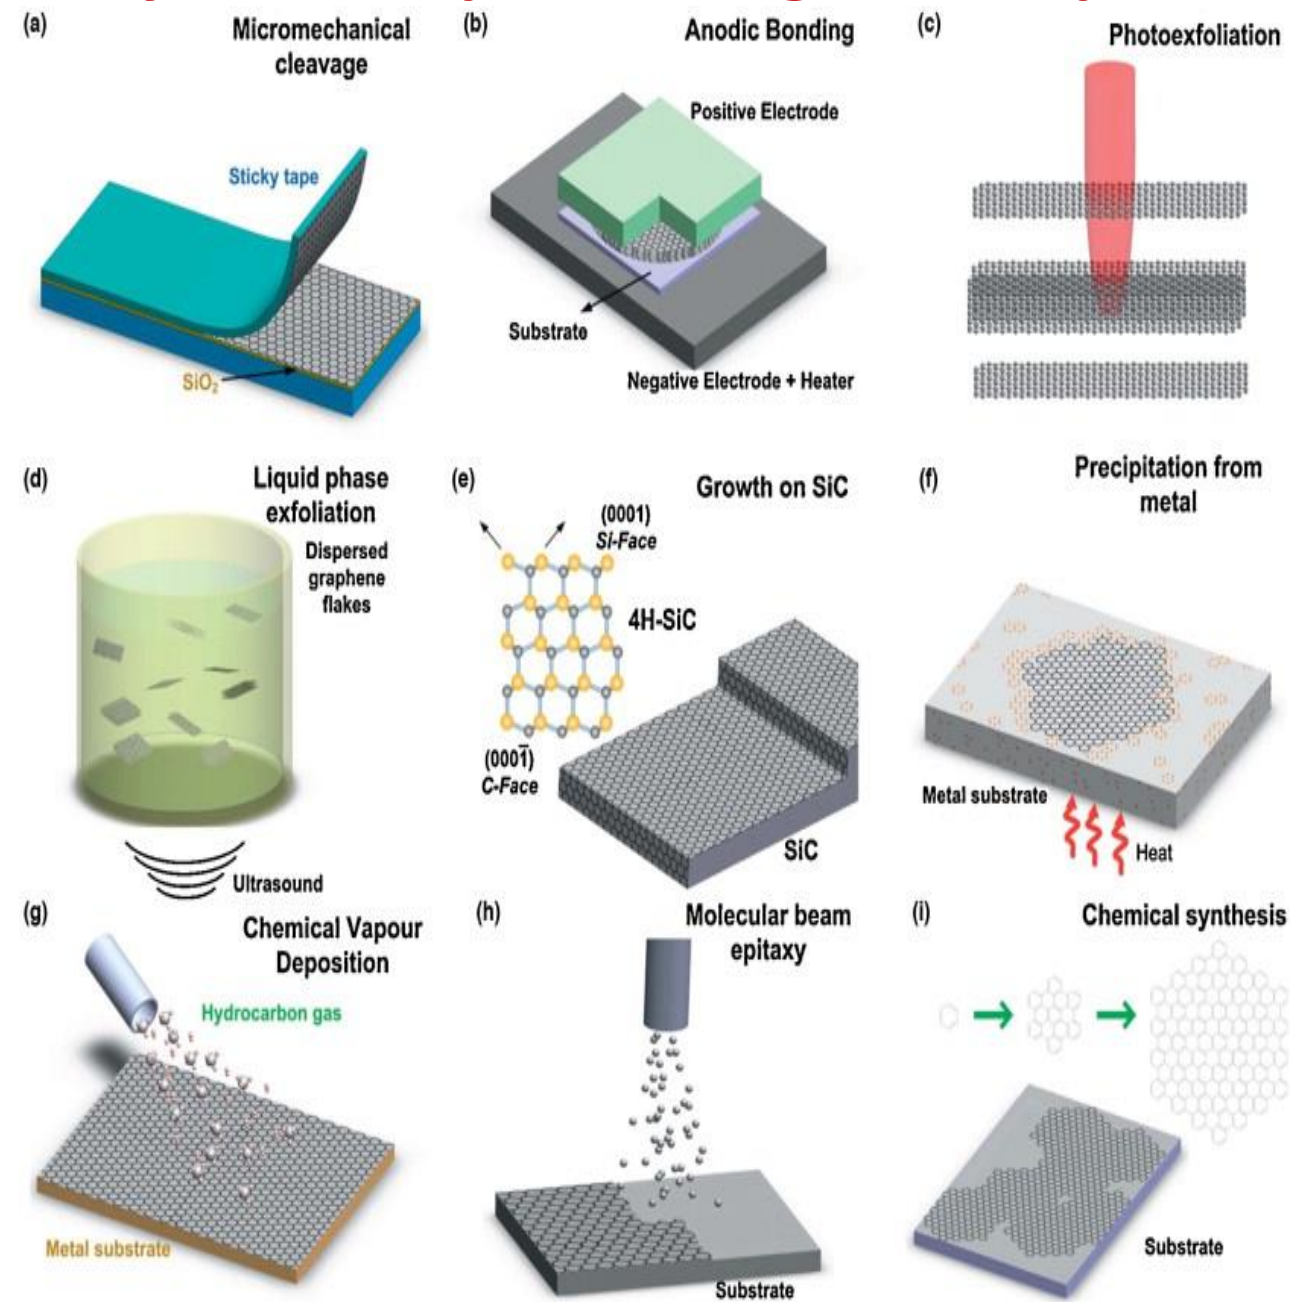 (a)
Micromechanical
cleavage
Sticky tape
SiO₂
(b)
Anodic Bonding
Positive Electrode
Substrate
Negative Electrode + Heater
(c)
Photoexfoliation
(d)
Liquid phase
exfoliation
Dispersed
graphene
flakes
Ultrasound
(e)
Growth on SiC
(0001)
Si-Face
4H-SiC
(0001̅)
C-Face
SiC
(f)
Precipitation from
metal
Metal substrate
Heat
(g)
Chemical Vapour
Deposition
Hydrocarbon gas
Metal substrate
(h)
Molecular beam
epitaxy
Substrate
(i)
Chemical synthesis
Substrate